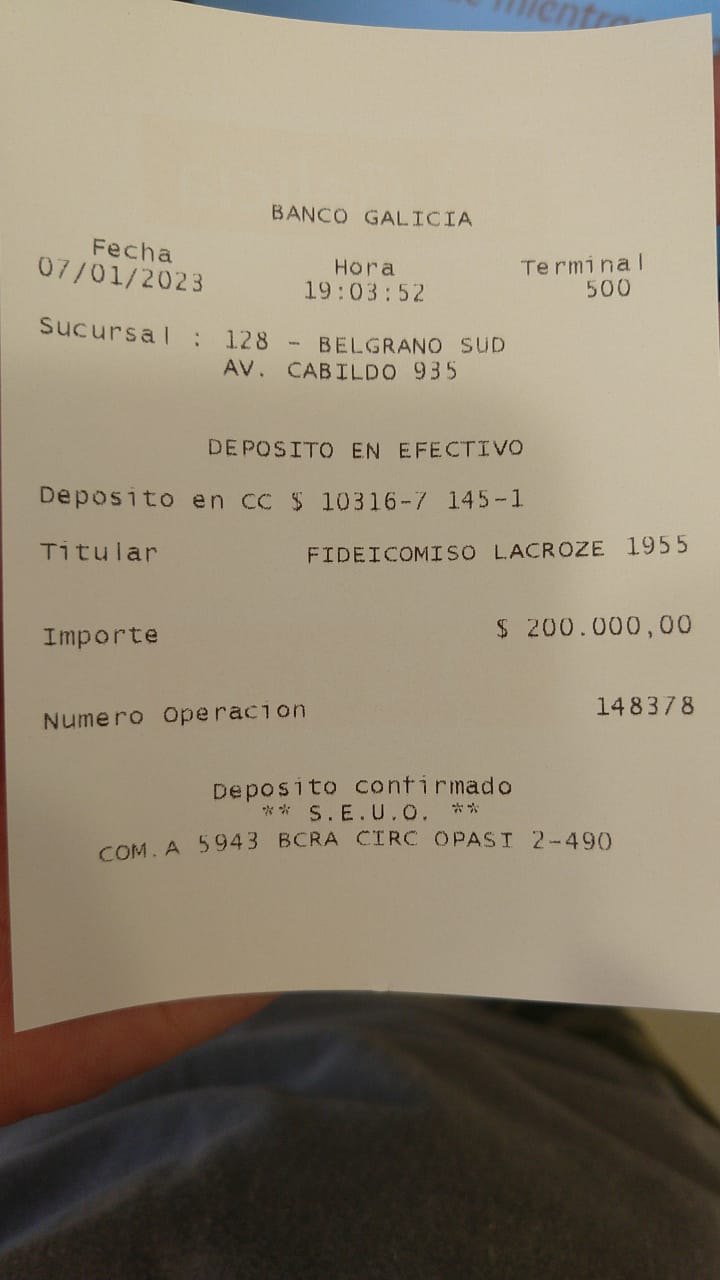 mientras
BANCO GALICIA
Fecha Hora Terminal
07/01/2023 19:03:52 500
Sucursal : 128 - BELGRANO SUD
AV. CABILDO 935
DEPOSITO EN EFECTIVO
Deposito en CC $ 10316-7 145-1
Titular FIDEICOMISO LACROZE 1955
Importe $ 200.000,00
Numero Operacion 148378
Deposito confirmado
** S.E.U.O. **
COM.A 5943 BCRA CIRC OPASI 2-490